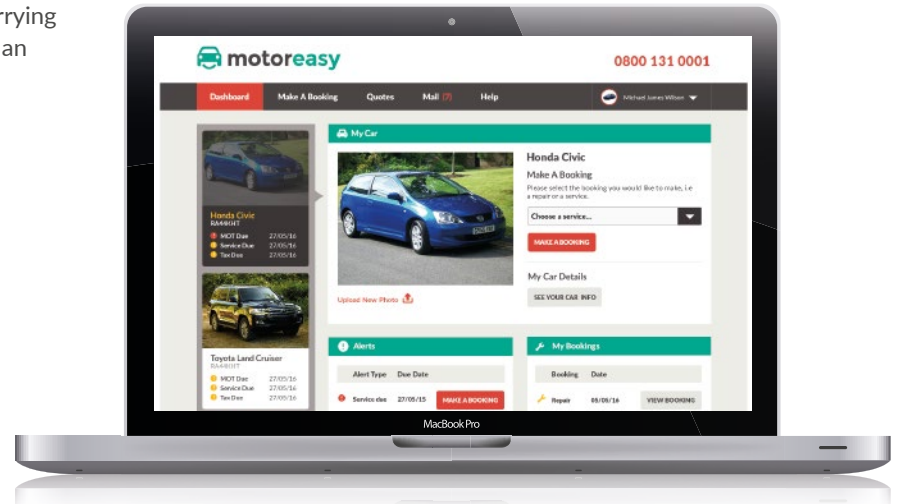 rrying
an
motoreasy
0800 131 0001
Dashboard Make A Booking Quotes Mail (7) Help Michael James Wilson
My Car
Honda Civic
Make A Booking
Please select the booking you would like to make, i.e
a repair or a service.
Choose a service...
MAKE A BOOKING
My Car Details
SEE YOUR CAR INFO
Upload New Photo
Honda Civic
MOT Due 27/05/16
Service Due 27/05/16
Tax Due 27/05/16
Toyota Land Cruiser
MOT Due 27/05/16
Service Due 27/05/16
Tax Due 27/05/16
Alerts
Alert Type Due Date
Service due 27/05/15 MAKE A BOOKING
My Bookings
Booking Date
Repair 05/05/16 VIEW BOOKING
MacBook Pro